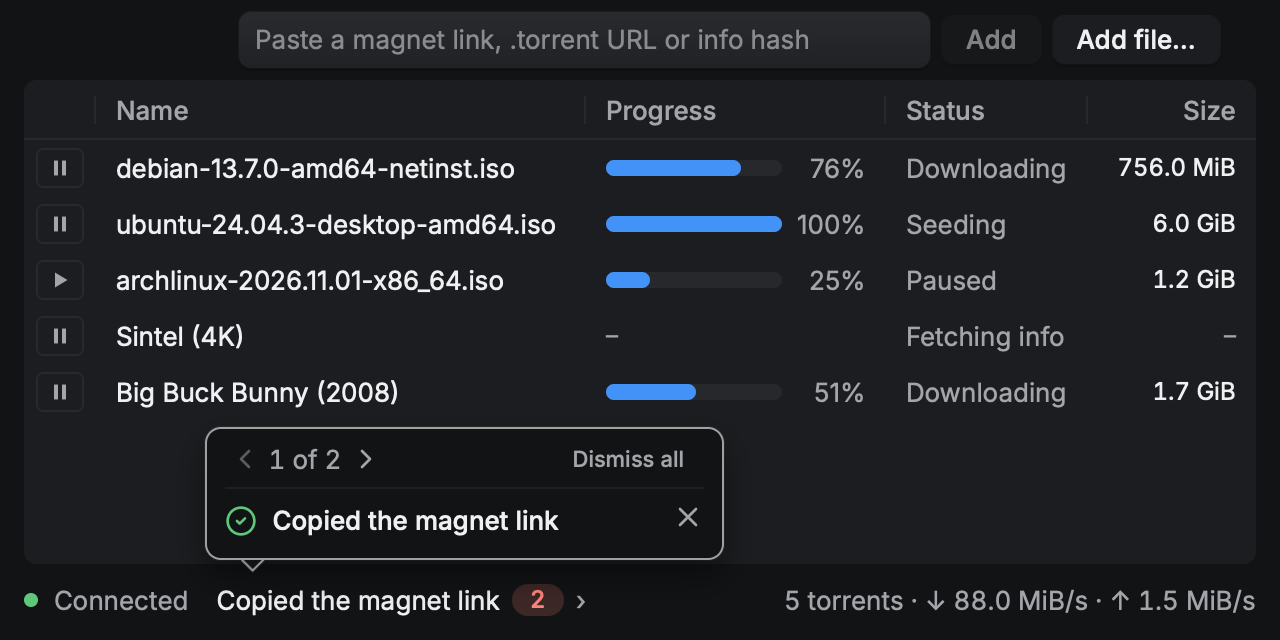 Paste a magnet link, .torrent URL or info hash Add Add file...
Name Progress Status Size
debian-13.7.0-amd64-netinst.iso 76% Downloading 756.0 MiB
ubuntu-24.04.3-desktop-amd64.iso 100% Seeding 6.0 GiB
archlinux-2026.11.01-x86_64.iso 25% Paused 1.2 GiB
Sintel (4K) – Fetching info –
Big Buck Bunny (2008) 51% Downloading 1.7 GiB
1 of 2 Dismiss all
Copied the magnet link
Connected Copied the magnet link 2 › 5 torrents · ↓ 88.0 MiB/s · ↑ 1.5 MiB/s